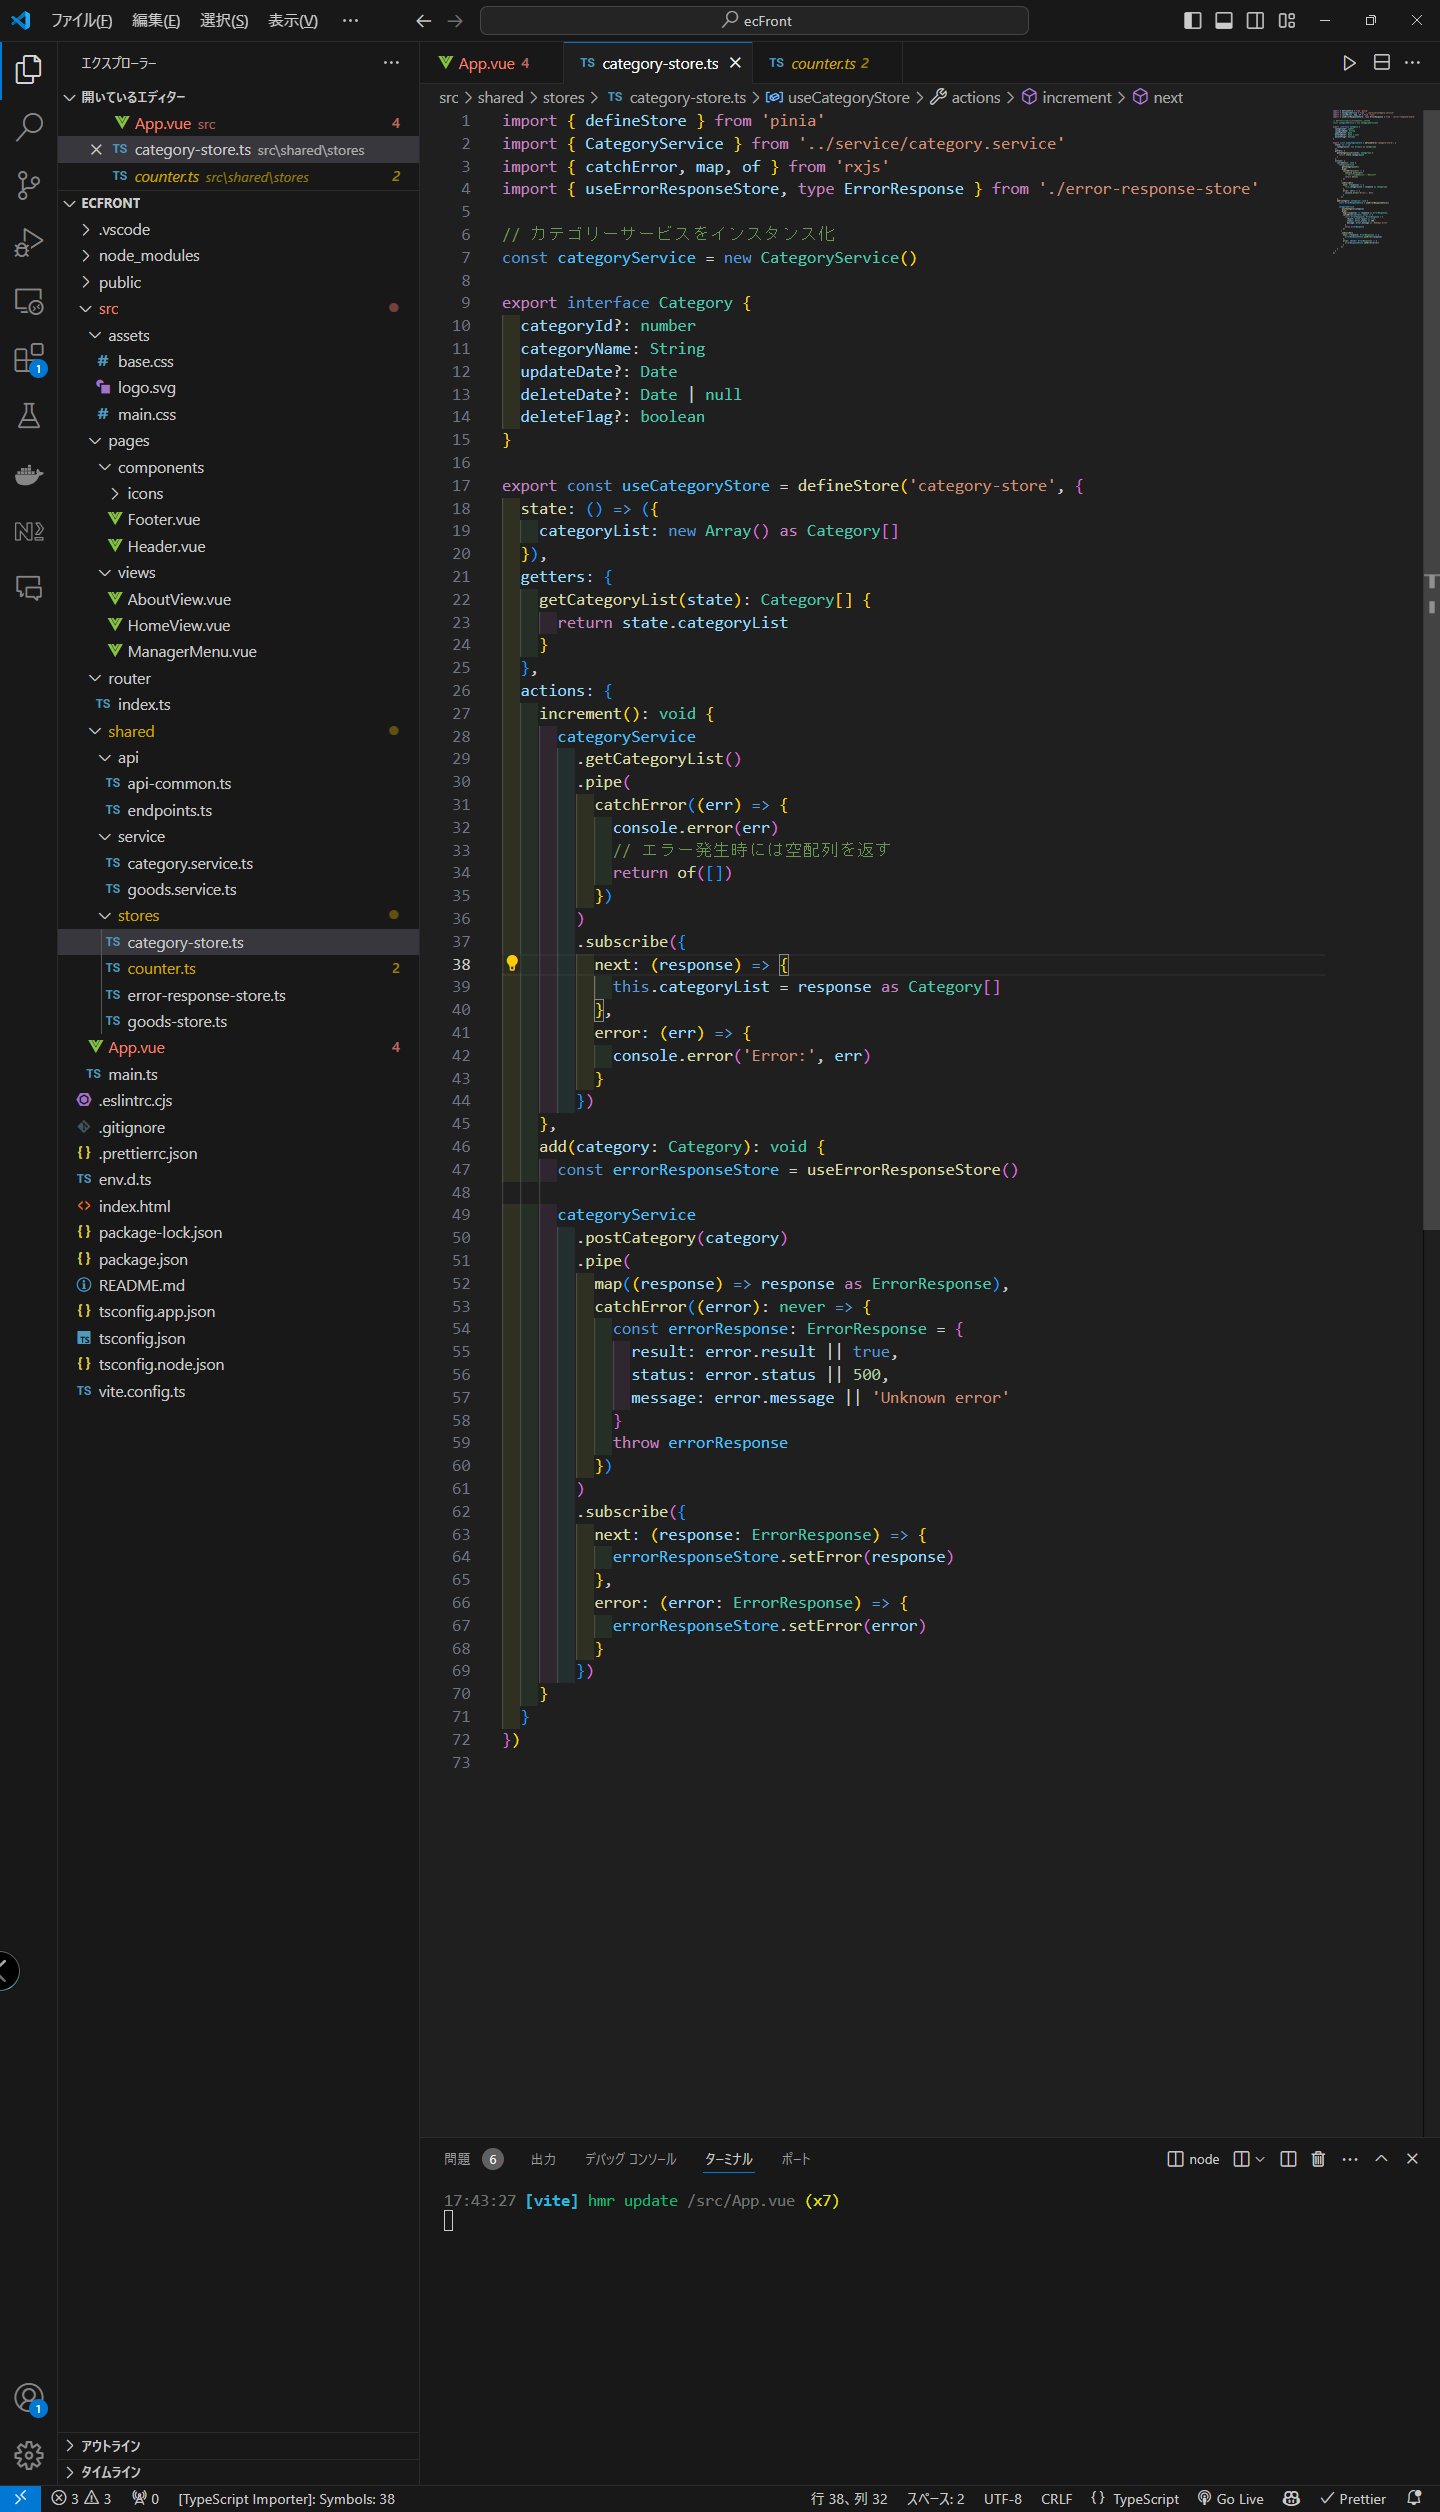 ファイル(F) 編集(E) 選択(S) 表示(V) ··· ecFront
エクスプローラー
開いているエディター
App.vue src 4
category-store.ts src\shared\stores
counter.ts src\shared\stores 2
ECFRONT
.vscode
node_modules
public
src
assets
base.css
logo.svg
main.css
pages
components
icons
Footer.vue
Header.vue
views
AboutView.vue
HomeView.vue
ManagerMenu.vue
router
TS index.ts
shared
api
TS api-common.ts
TS endpoints.ts
service
TS category.service.ts
TS goods.service.ts
stores
TS category-store.ts
TS counter.ts 2
TS error-response-store.ts
TS goods-store.ts
App.vue 4
TS main.ts
.eslintrc.cjs
.gitignore
{} .prettierrc.json
TS env.d.ts
<> index.html
{} package-lock.json
{} package.json
README.md
{} tsconfig.app.json
tsconfig.json
{} tsconfig.node.json
TS vite.config.ts
アウトライン
タイムライン
App.vue 4 TS category-store.ts TS counter.ts 2
src > shared > stores > TS category-store.ts > useCategoryStore > actions > increment > next
1 import { defineStore } from 'pinia'
2 import { CategoryService } from '../service/category.service'
3 import { catchError, map, of } from 'rxjs'
4 import { useErrorResponseStore, type ErrorResponse } from './error-response-store'
5
6 // カテゴリーサービスをインスタンス化
7 const categoryService = new CategoryService()
8
9 export interface Category {
10 categoryId?: number
11 categoryName: String
12 updateDate?: Date
13 deleteDate?: Date | null
14 deleteFlag?: boolean
15 }
16
17 export const useCategoryStore = defineStore('category-store', {
18 state: () => ({
19 categoryList: new Array() as Category[]
20 }),
21 getters: {
22 getCategoryList(state): Category[] {
23 return state.categoryList
24 }
25 },
26 actions: {
27 increment(): void {
28 categoryService
29 .getCategoryList()
30 .pipe(
31 catchError((err) => {
32 console.error(err)
33 // エラー発生時には空配列を返す
34 return of([])
35 })
36 )
37 .subscribe({
38 next: (response) => {
39 this.categoryList = response as Category[]
40 },
41 error: (err) => {
42 console.error('Error:', err)
43 }
44 })
45 },
46 add(category: Category): void {
47 const errorResponseStore = useErrorResponseStore()
48
49 categoryService
50 .postCategory(category)
51 .pipe(
52 map((response) => response as ErrorResponse),
53 catchError((error): never => {
54 const errorResponse: ErrorResponse = {
55 result: error.result || true,
56 status: error.status || 500,
57 message: error.message || 'Unknown error'
58 }
59 throw errorResponse
60 })
61 )
62 .subscribe({
63 next: (response: ErrorResponse) => {
64 errorResponseStore.setError(response)
65 },
66 error: (error: ErrorResponse) => {
67 errorResponseStore.setError(error)
68 }
69 })
70 }
71 }
72 })
73
問題 6 出力 デバッグ コンソール ターミナル ポート node
17:43:27 [vite] hmr update /src/App.vue (x7)
3 3 0 [TypeScript Importer]: Symbols: 38 行 38、列 32 スペース: 2 UTF-8 CRLF {} TypeScript Go Live Prettier